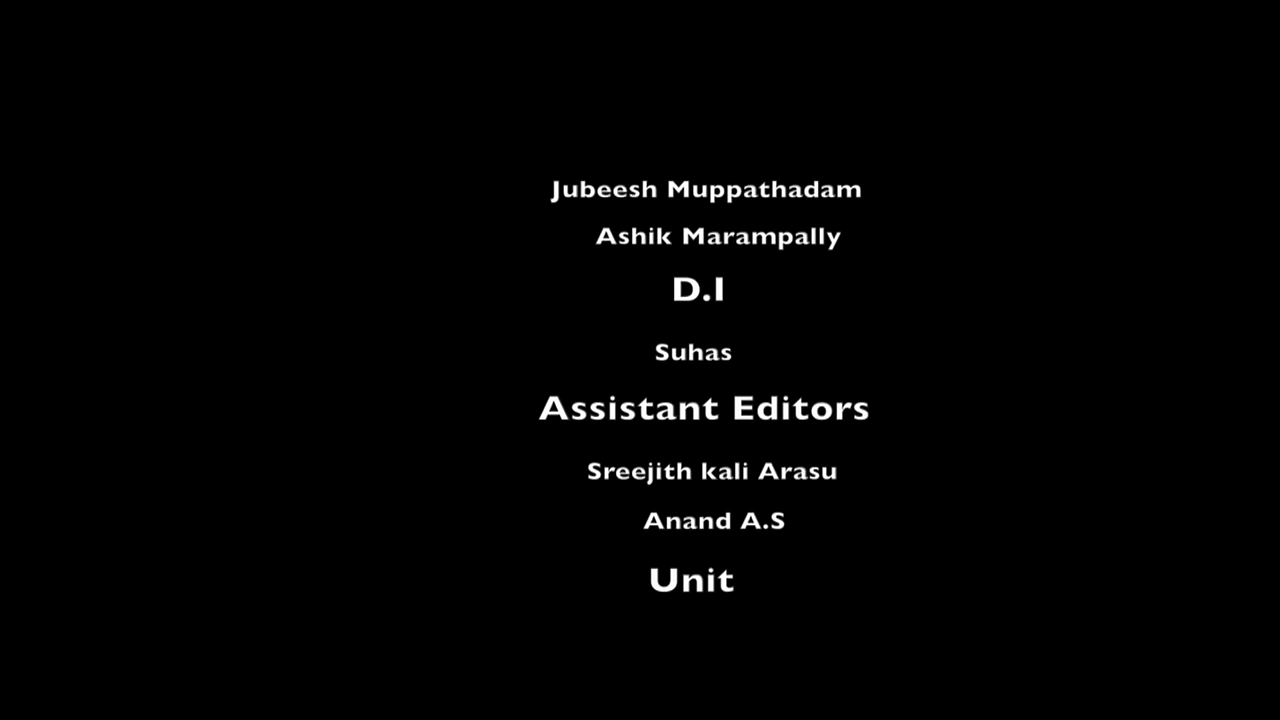 Jubeesh Muppathadam
Ashik Marampally
D.I
Suhas
Assistant Editors
Sreejith kali Arasu
Anand A.S
Unit